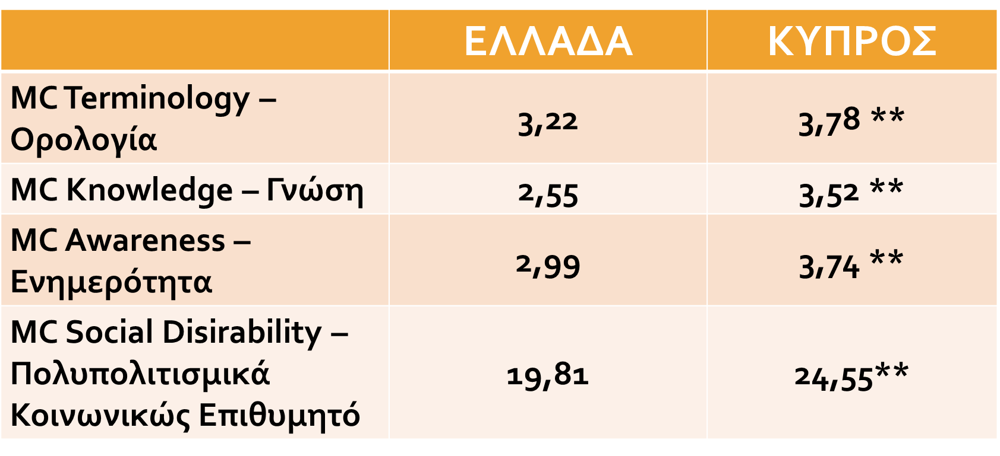 ΕΛΛΑΔΑ ΚΥΠΡΟΣ
MC Terminology –
Ορολογία
3,22 3,78 **
MC Knowledge – Γνώση 2,55 3,52 **
MC Awareness –
Ενημερότητα
2,99 3,74 **
MC Social Disirability –
Πολυπολιτισμικά
Κοινωνικώς Επιθυμητό
19,81 24,55**